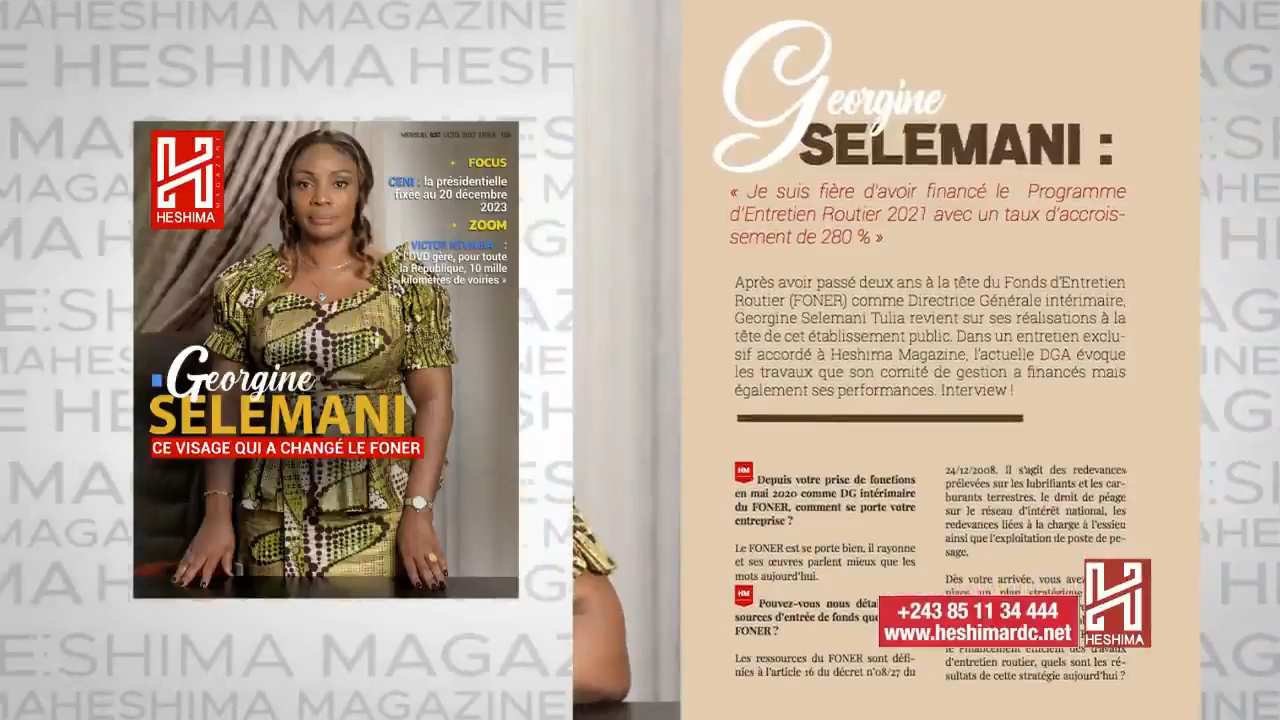 HESHIMA MAGAZINE
HESHIMA
MAGAZINE
FOCUS
CENI : la présidentielle
fixée au 20 décembre
2023
ZOOM
VICTOR NTUMBA :
l'OVD gère, pour toute
la République, 10 mille
kilomètres de voiries »
Georgine
SELEMANI
CE VISAGE QUI A CHANGÉ LE FONER
Georgine
SELEMANI :
« Je suis fière d'avoir financé le Programme
d'Entretien Routier 2021 avec un taux d'accrois-
sement de 280 % »
Après avoir passé deux ans à la tête du Fonds d'Entretien
Routier (FONER) comme Directrice Générale intérimaire,
Georgine Selemani Tulia revient sur ses réalisations à la
tête de cet établissement public. Dans un entretien exclu-
sif accordé à Heshima Magazine, l'actuelle DGA évoque
les travaux que son comité de gestion a financés mais
également ses performances. Interview !
HM Depuis votre prise de fonctions
en mai 2020 comme DG intérimaire
du FONER, comment se porte votre
entreprise ?
Le FONER est se porte bien, il rayonne
et ses œuvres parlent mieux que les
mots aujourd'hui.
HM Pouvez-vous nous
sources d'entrée de fonds
FONER ?
Les ressources du FONER sont défi-
nies à l'article 16 du décret n°08/27 du
24/12/2008. Il s'agit des redevances
prélevées sur les lubrifiants et les car-
burants terrestres, le droit de péage
sur le réseau d'intérêt national, les
redevances liées à la charge à l'essieu
ainsi que l'exploitation de poste de pe-
sage.
Dès votre arrivée, vous
place un plan stratégique
le Financement efficient des travaux
d'entretien routier, quels sont les ré-
sultats de cette stratégie aujourd'hui ?
+243 85 11 34 444
www.heshimardc.net
HESHIMA